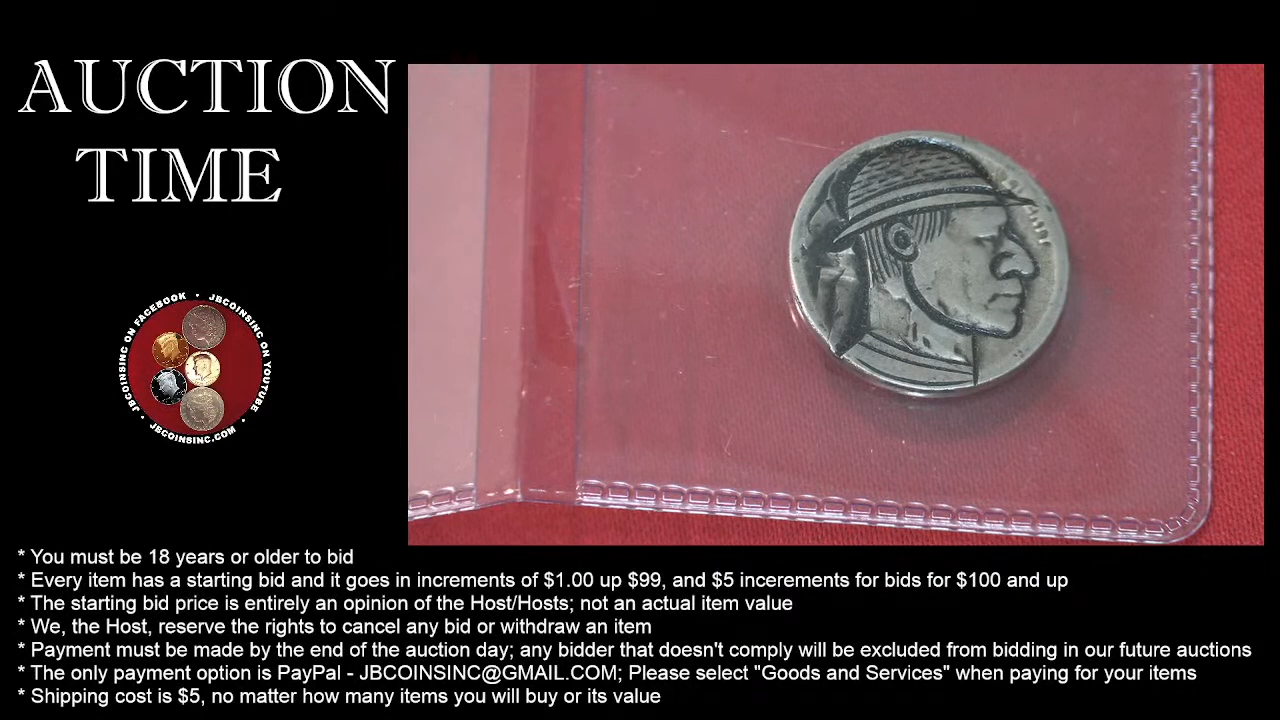 AUCTION
TIME
JBCOINSINC ON FACEBOOK • JBCOINSINC ON YOUTUBE • JBCOINSINC.COM •
* You must be 18 years or older to bid
* Every item has a starting bid and it goes in increments of $1.00 up $99, and $5 incerements for bids for $100 and up
* The starting bid price is entirely an opinion of the Host/Hosts; not an actual item value
* We, the Host, reserve the rights to cancel any bid or withdraw an item
* Payment must be made by the end of the auction day; any bidder that doesn't comply will be excluded from bidding in our future auctions
* The only payment option is PayPal - JBCOINSINC@GMAIL.COM; Please select "Goods and Services" when paying for your items
* Shipping cost is $5, no matter how many items you will buy or its value